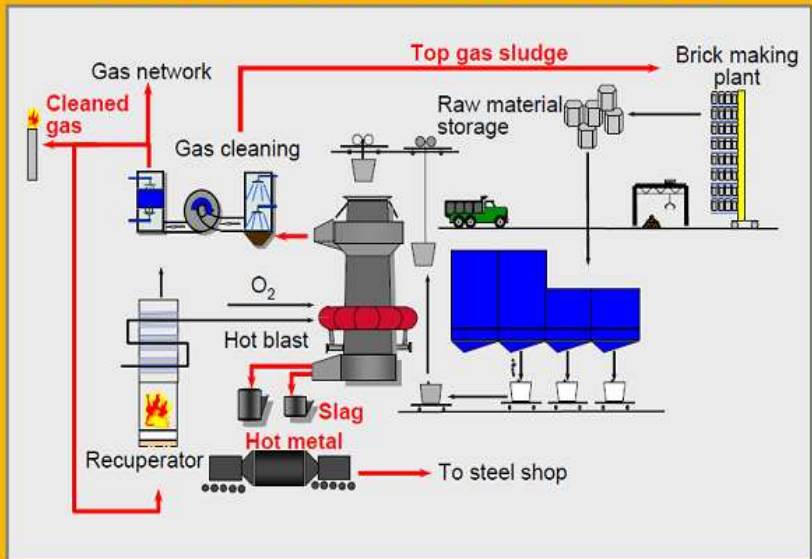 Top gas sludge
Brick making
plant
Gas network
Cleaned
gas
Raw material
storage
Gas cleaning
O2
Hot blast
Slag
Hot metal
Recuperator
To steel shop